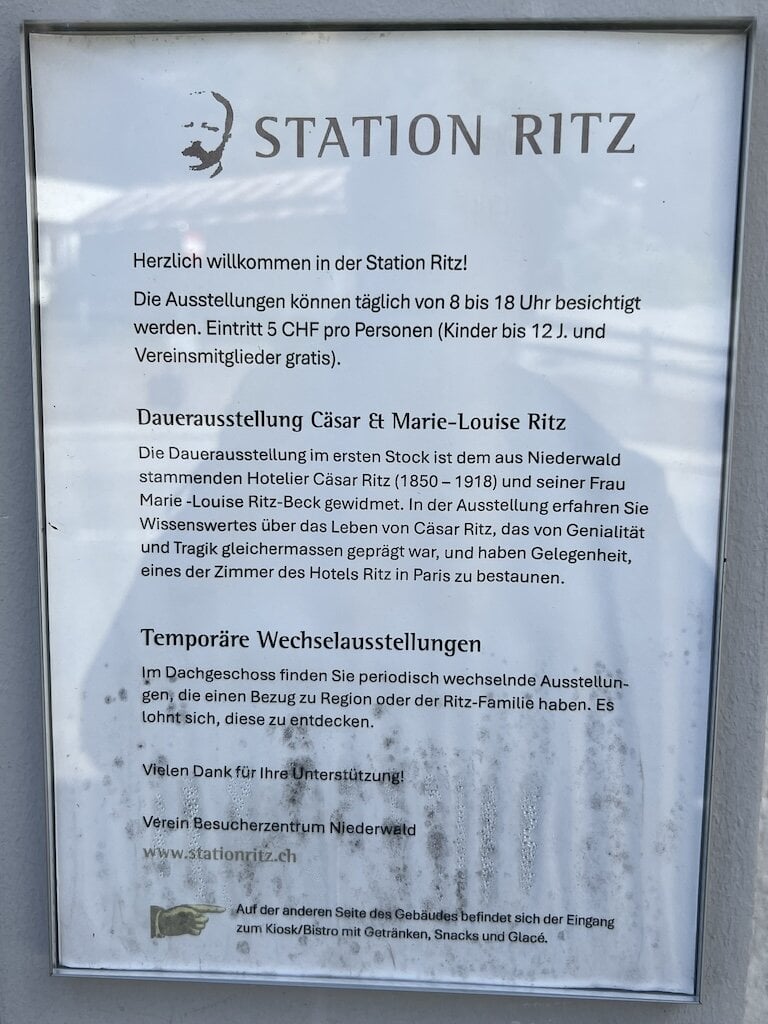 STATION RITZ
Herzlich willkommen in der Station Ritz!
Die Ausstellungen können täglich von 8 bis 18 Uhr besichtigt
werden. Eintritt 5 CHF pro Personen (Kinder bis 12 J. und
Vereinsmitglieder gratis).
Dauerausstellung Cäsar & Marie-Louise Ritz
Die Dauerausstellung im ersten Stock ist dem aus Niederwald
stammenden Hotelier Cäsar Ritz (1850 – 1918) und seiner Frau
Marie -Louise Ritz-Beck gewidmet. In der Ausstellung erfahren Sie
Wissenswertes über das Leben von Cäsar Ritz, das von Genialität
und Tragik gleichermassen geprägt war, und haben Gelegenheit,
eines der Zimmer des Hotels Ritz in Paris zu bestaunen.
Temporäre Wechselausstellungen
Im Dachgeschoss finden Sie periodisch wechselnde Ausstellun-
gen, die einen Bezug zu Region oder der Ritz-Familie haben. Es
lohnt sich, diese zu entdecken.
Vielen Dank für Ihre Unterstützung!
Verein Besucherzentrum Niederwald
www.stationritz.ch
Auf der anderen Seite des Gebäudes befindet sich der Eingang
zum Kiosk/Bistro mit Getränken, Snacks und Glacé.